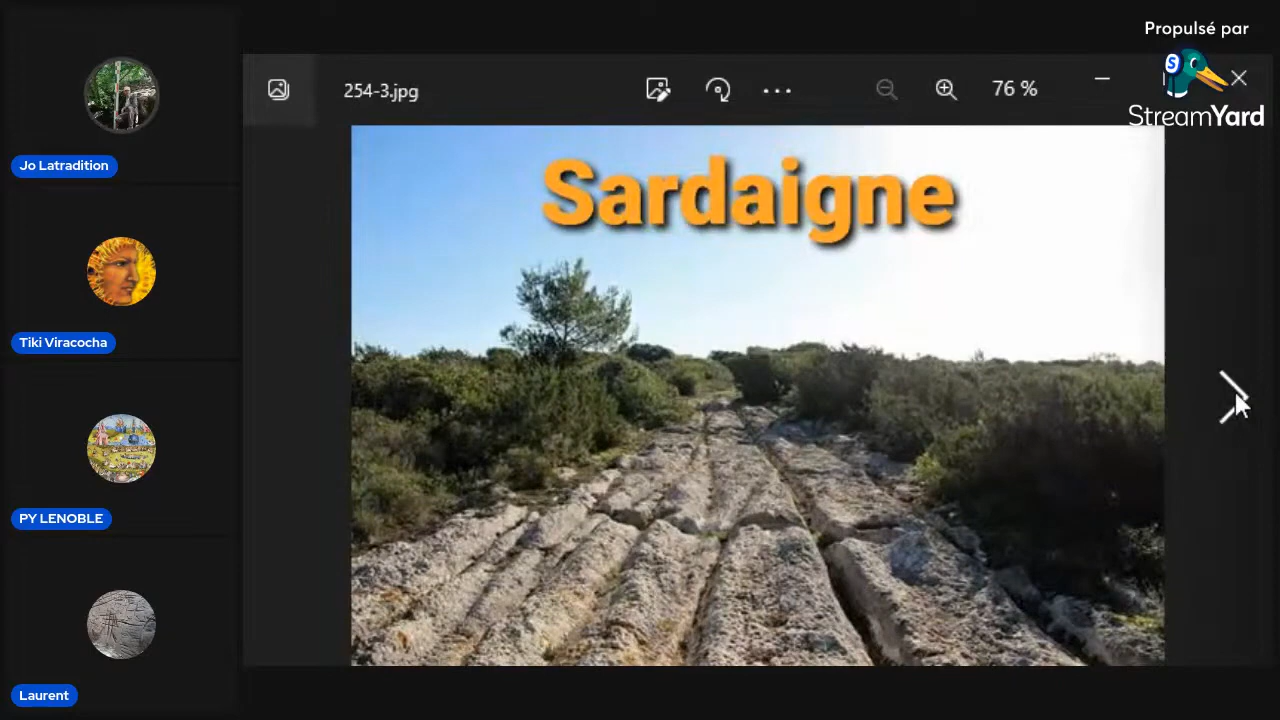 Propulsé par
StreamYard
254-3.jpg
76 %
Sardaigne
Jo Latradition
Tiki Viracocha
PY LENOBLE
Laurent